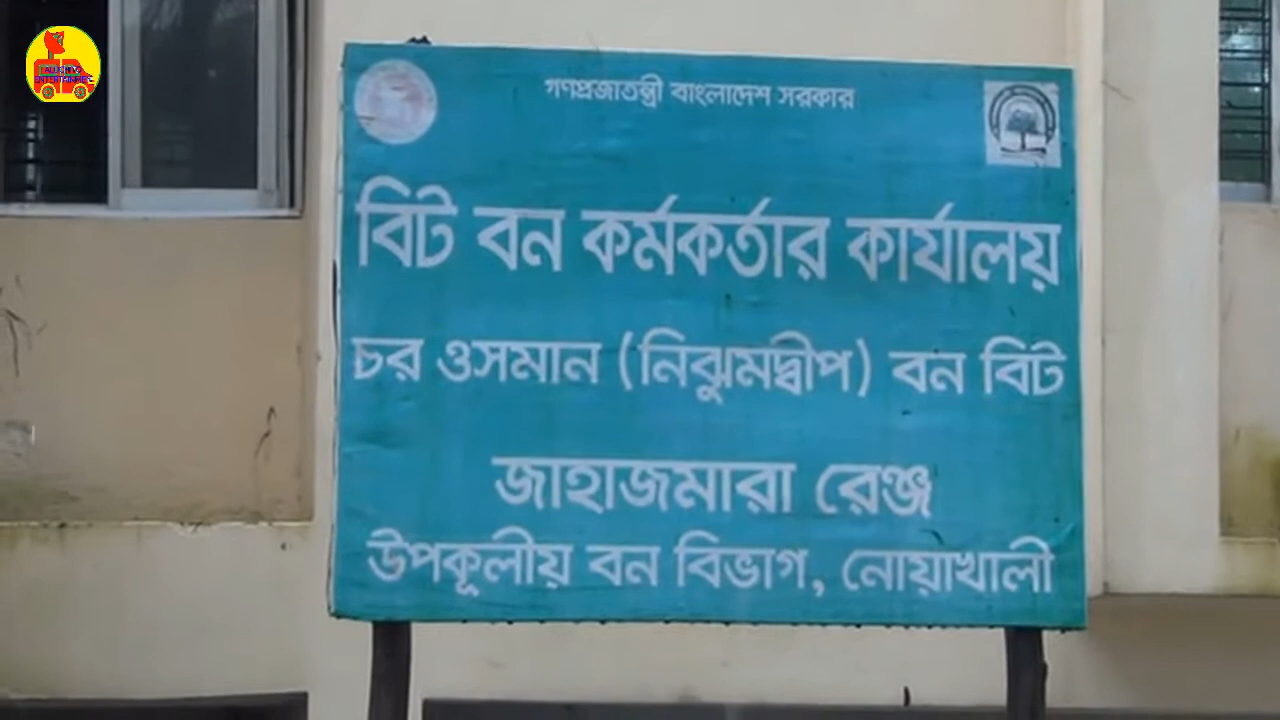 গণপ্রজাতন্ত্রী বাংলাদেশ সরকার
বিট বন কর্মকর্তার কার্যালয়
চর ওসমান (নিঝুমদ্বীপ) বন বিট
জাহাজমারা রেঞ্জ
উপকূলীয় বন বিভাগ, নোয়াখালী